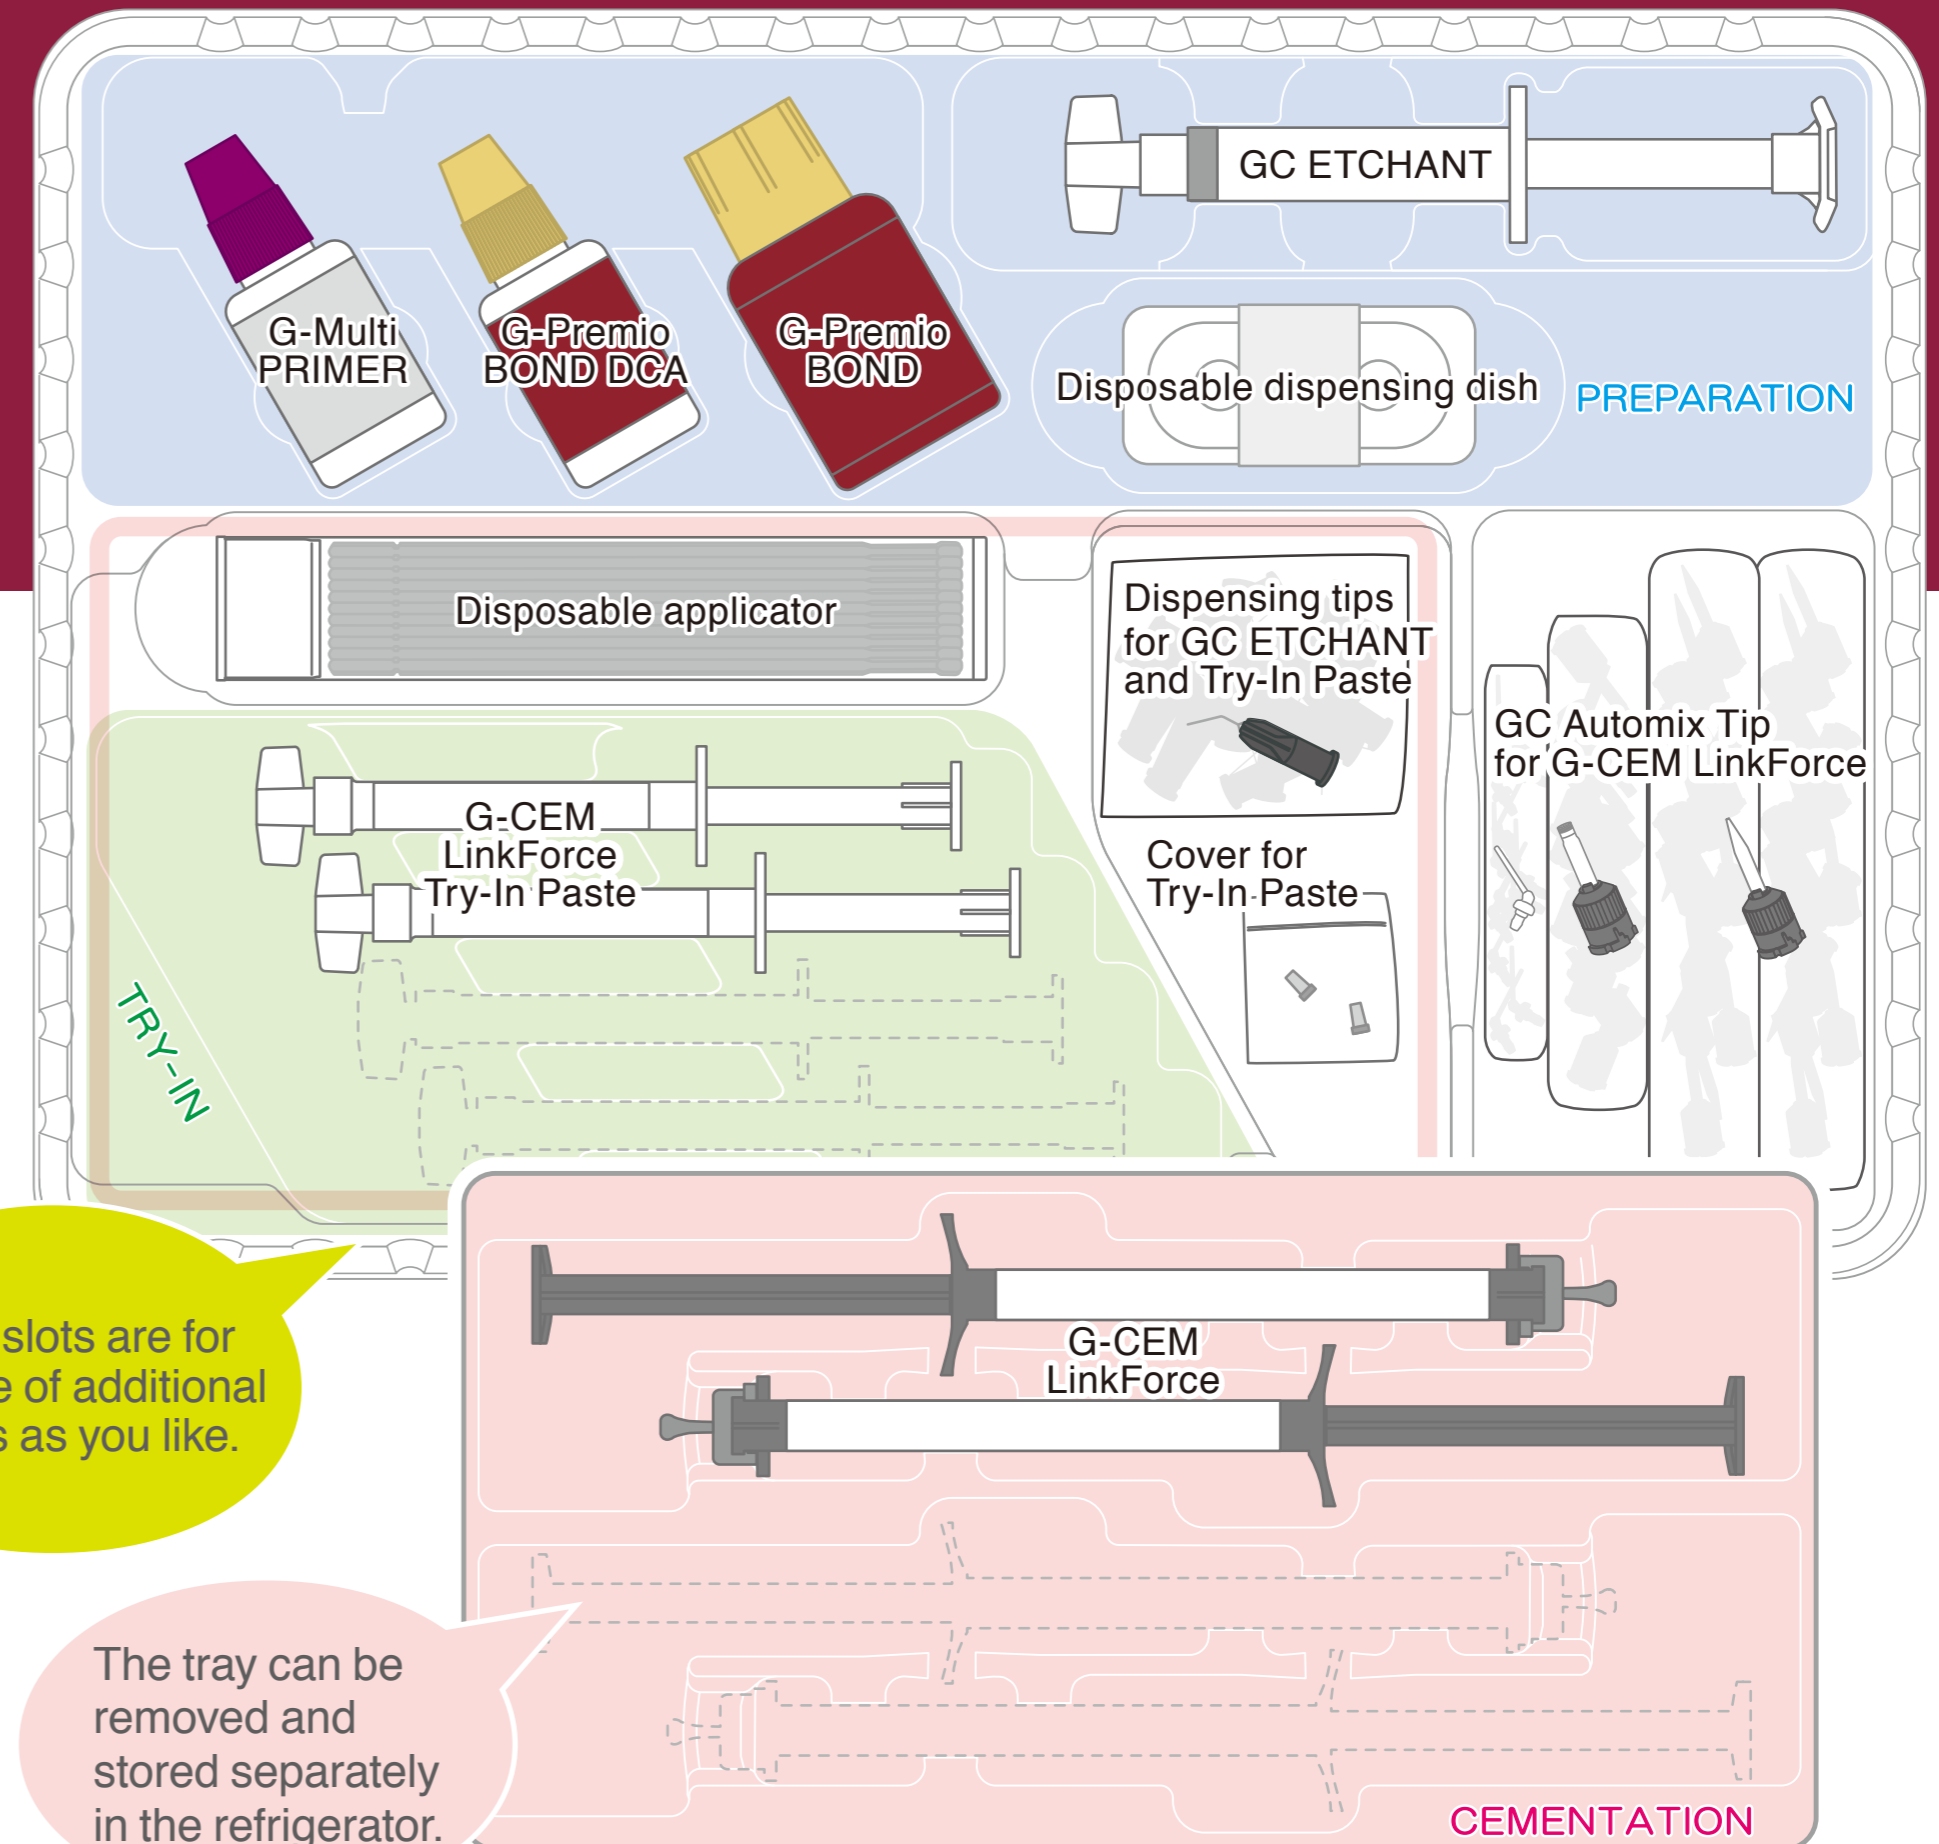 GC ETCHANT
G-Multi
PRIMER
G-Premio
BOND DCA
G-Premio
BOND
Disposable dispensing dish
PREPARATION
Disposable applicator
Dispensing tips
for GC ETCHANT
and Try-In Paste
GC Automix Tip
for G-CEM LinkForce
G-CEM
LinkForce
Try-In Paste
Cover for
Try-In Paste
TRY-IN
slots are for
of additional
as you like.
G-CEM
LinkForce
The tray can be
removed and
stored separately
in the refrigerator.
CEMENTATION